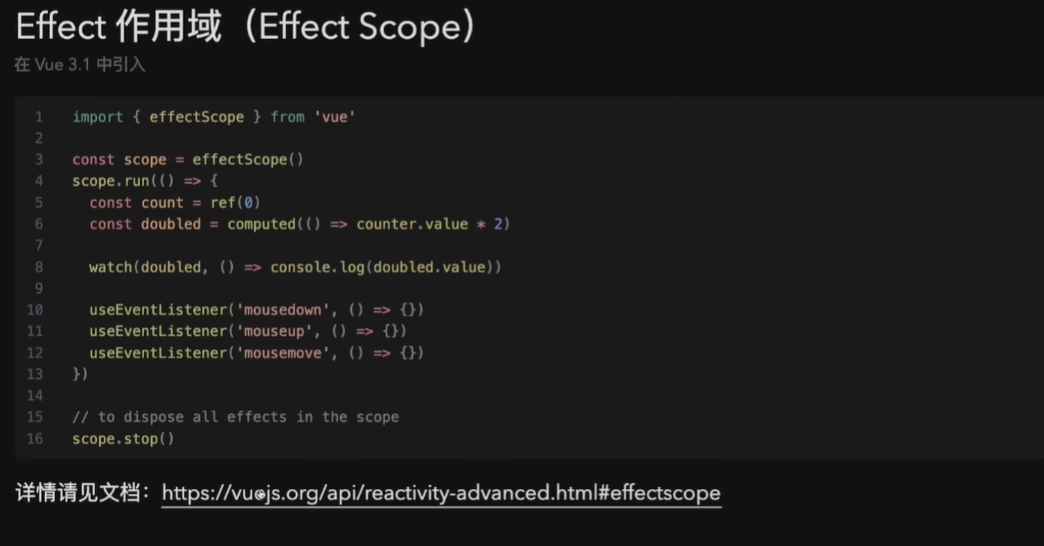 Effect 作用域（Effect Scope）
在 Vue 3.1 中引入
1 import { effectScope } from 'vue'
2
3 const scope = effectScope()
4 scope.run(() => {
5   const count = ref(0)
6   const doubled = computed(() => counter.value * 2)
7
8   watch(doubled, () => console.log(doubled.value))
9
10   useEventListener('mousedown', () => {})
11   useEventListener('mouseup', () => {})
12   useEventListener('mousemove', () => {})
13 })
14
15 // to dispose all effects in the scope
16 scope.stop()
详情请见文档：https://vuejs.org/api/reactivity-advanced.html#effectscope